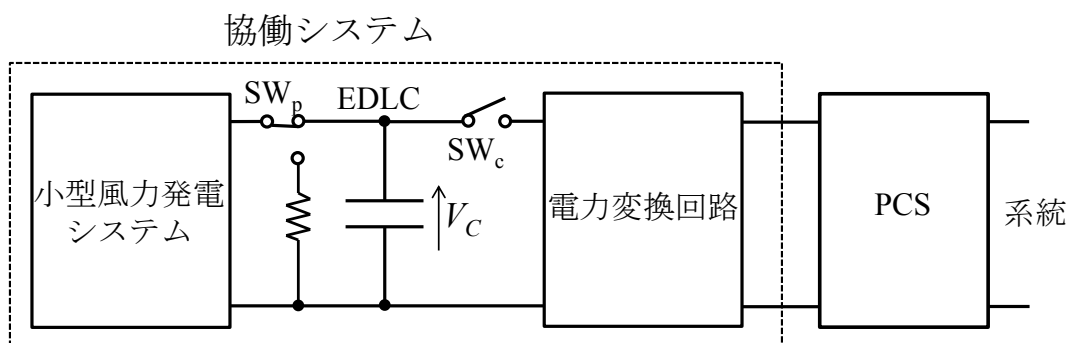 協働システム
SWp
EDLC
SWc
小型風力発電
システム
VC
電力変換回路
PCS
系統